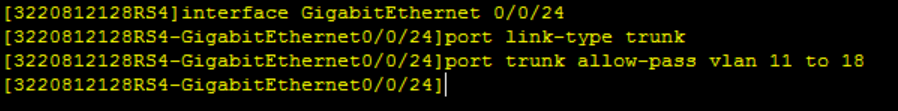 [3220812128RS4]interface GigabitEthernet 0/0/24
[3220812128RS4-GigabitEthernet0/0/24]port link-type trunk
[3220812128RS4-GigabitEthernet0/0/24]port trunk allow-pass vlan 11 to 18
[3220812128RS4-GigabitEthernet0/0/24]